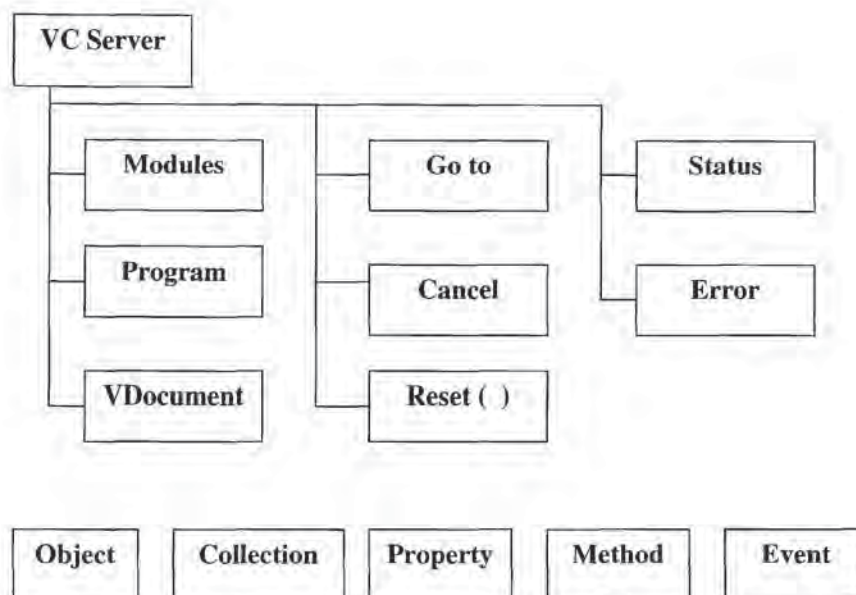 VC Server
Modules Go to Status
Program Cancel Error
VDocument Reset ( )
Object Collection Property Method Event